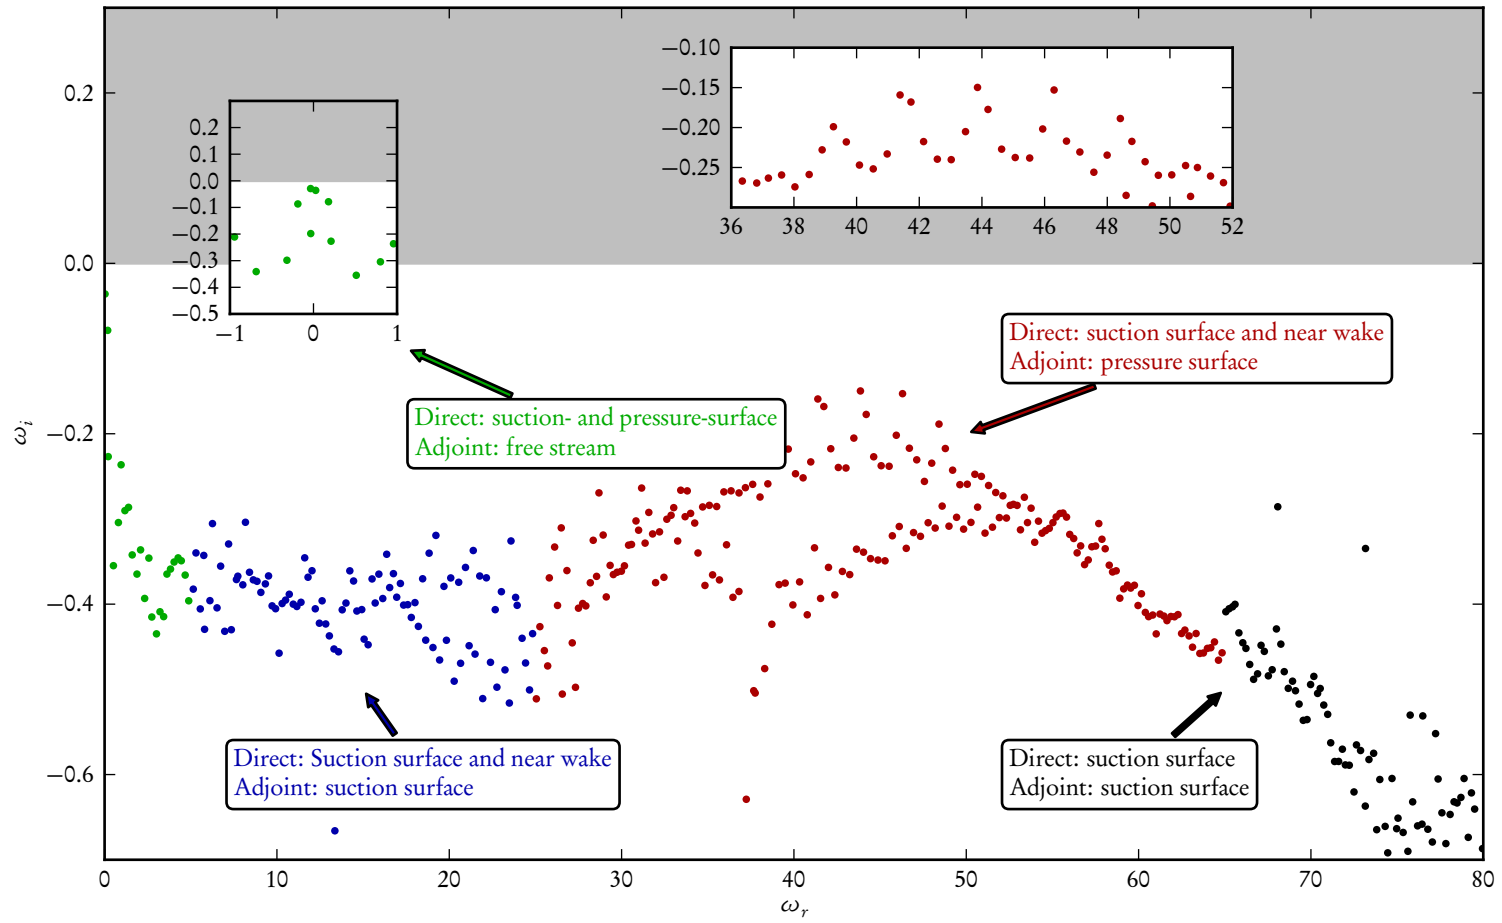 0.2
0.0
−0.2
−0.4
−0.6
ωᵢ
0.2
0.1
0.0
−0.1
−0.2
−0.3
−0.4
−0.5
−1 0 1
−0.10
−0.15
−0.20
−0.25
36 38 40 42 44 46 48 50 52
Direct: suction surface and near wake
Adjoint: pressure surface
Direct: suction- and pressure-surface
Adjoint: free stream
Direct: Suction surface and near wake
Adjoint: suction surface
Direct: suction surface
Adjoint: suction surface
0 10 20 30 40 50 60 70 80
ωᵣ